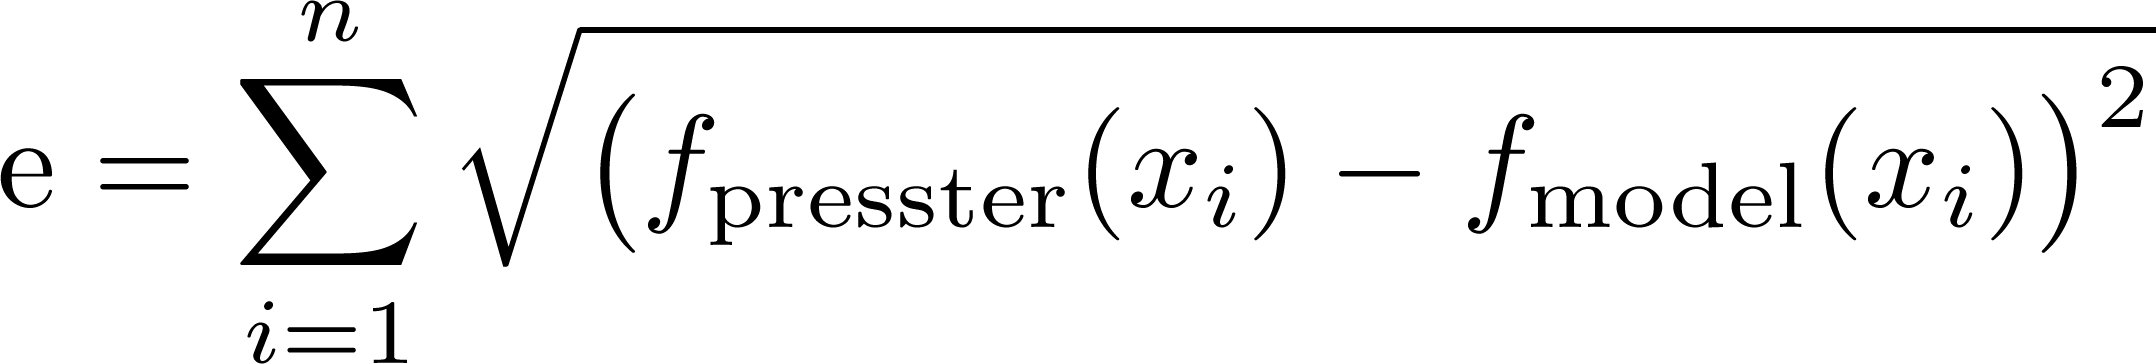 e = \sum_{i=1}^{n} \sqrt{\left(f_{\text{presster}}(x_i) - f_{\text{model}}(x_i)\right)^2}